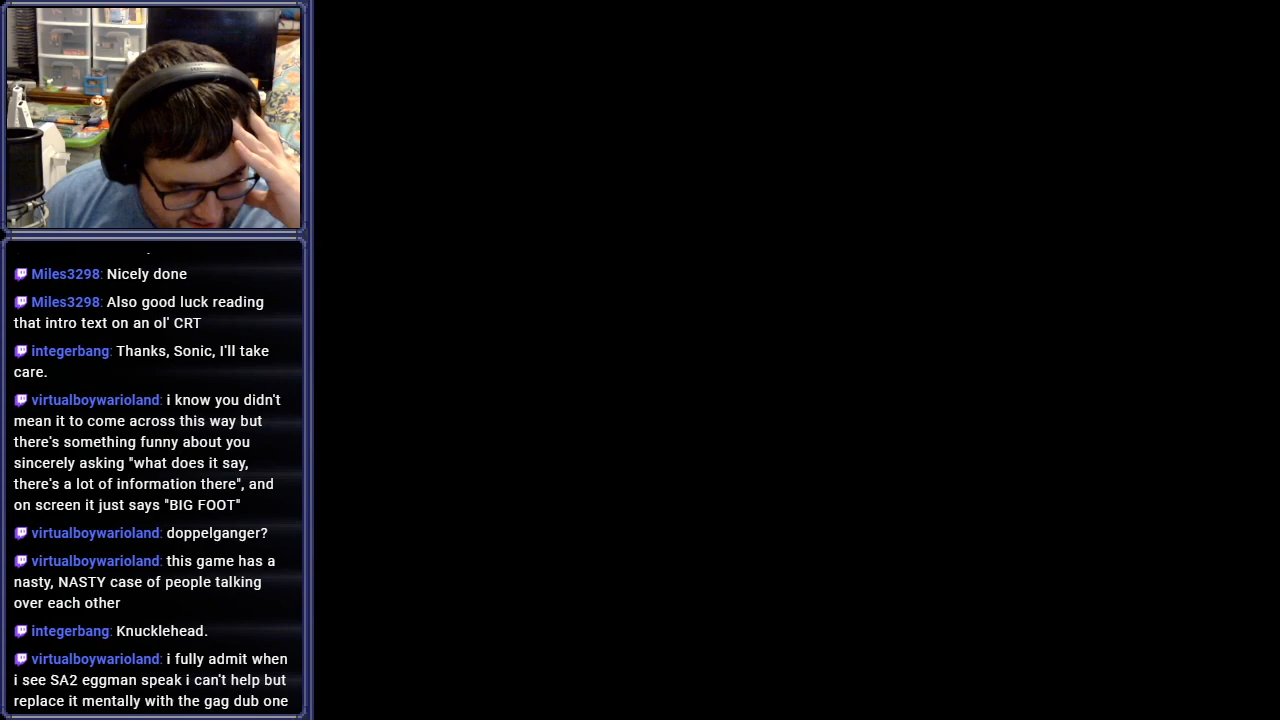 Miles3298: Nicely done
Miles3298: Also good luck reading
that intro text on an ol' CRT
integerbang: Thanks, Sonic, I'll take
care.
virtualboywarioland: i know you didn't
mean it to come across this way but
there's something funny about you
sincerely asking "what does it say,
there's a lot of information there", and
on screen it just says "BIG FOOT"
virtualboywarioland: doppelganger?
virtualboywarioland: this game has a
nasty, NASTY case of people talking
over each other
integerbang: Knucklehead.
virtualboywarioland: i fully admit when
i see SA2 eggman speak i can't help but
replace it mentally with the gag dub one